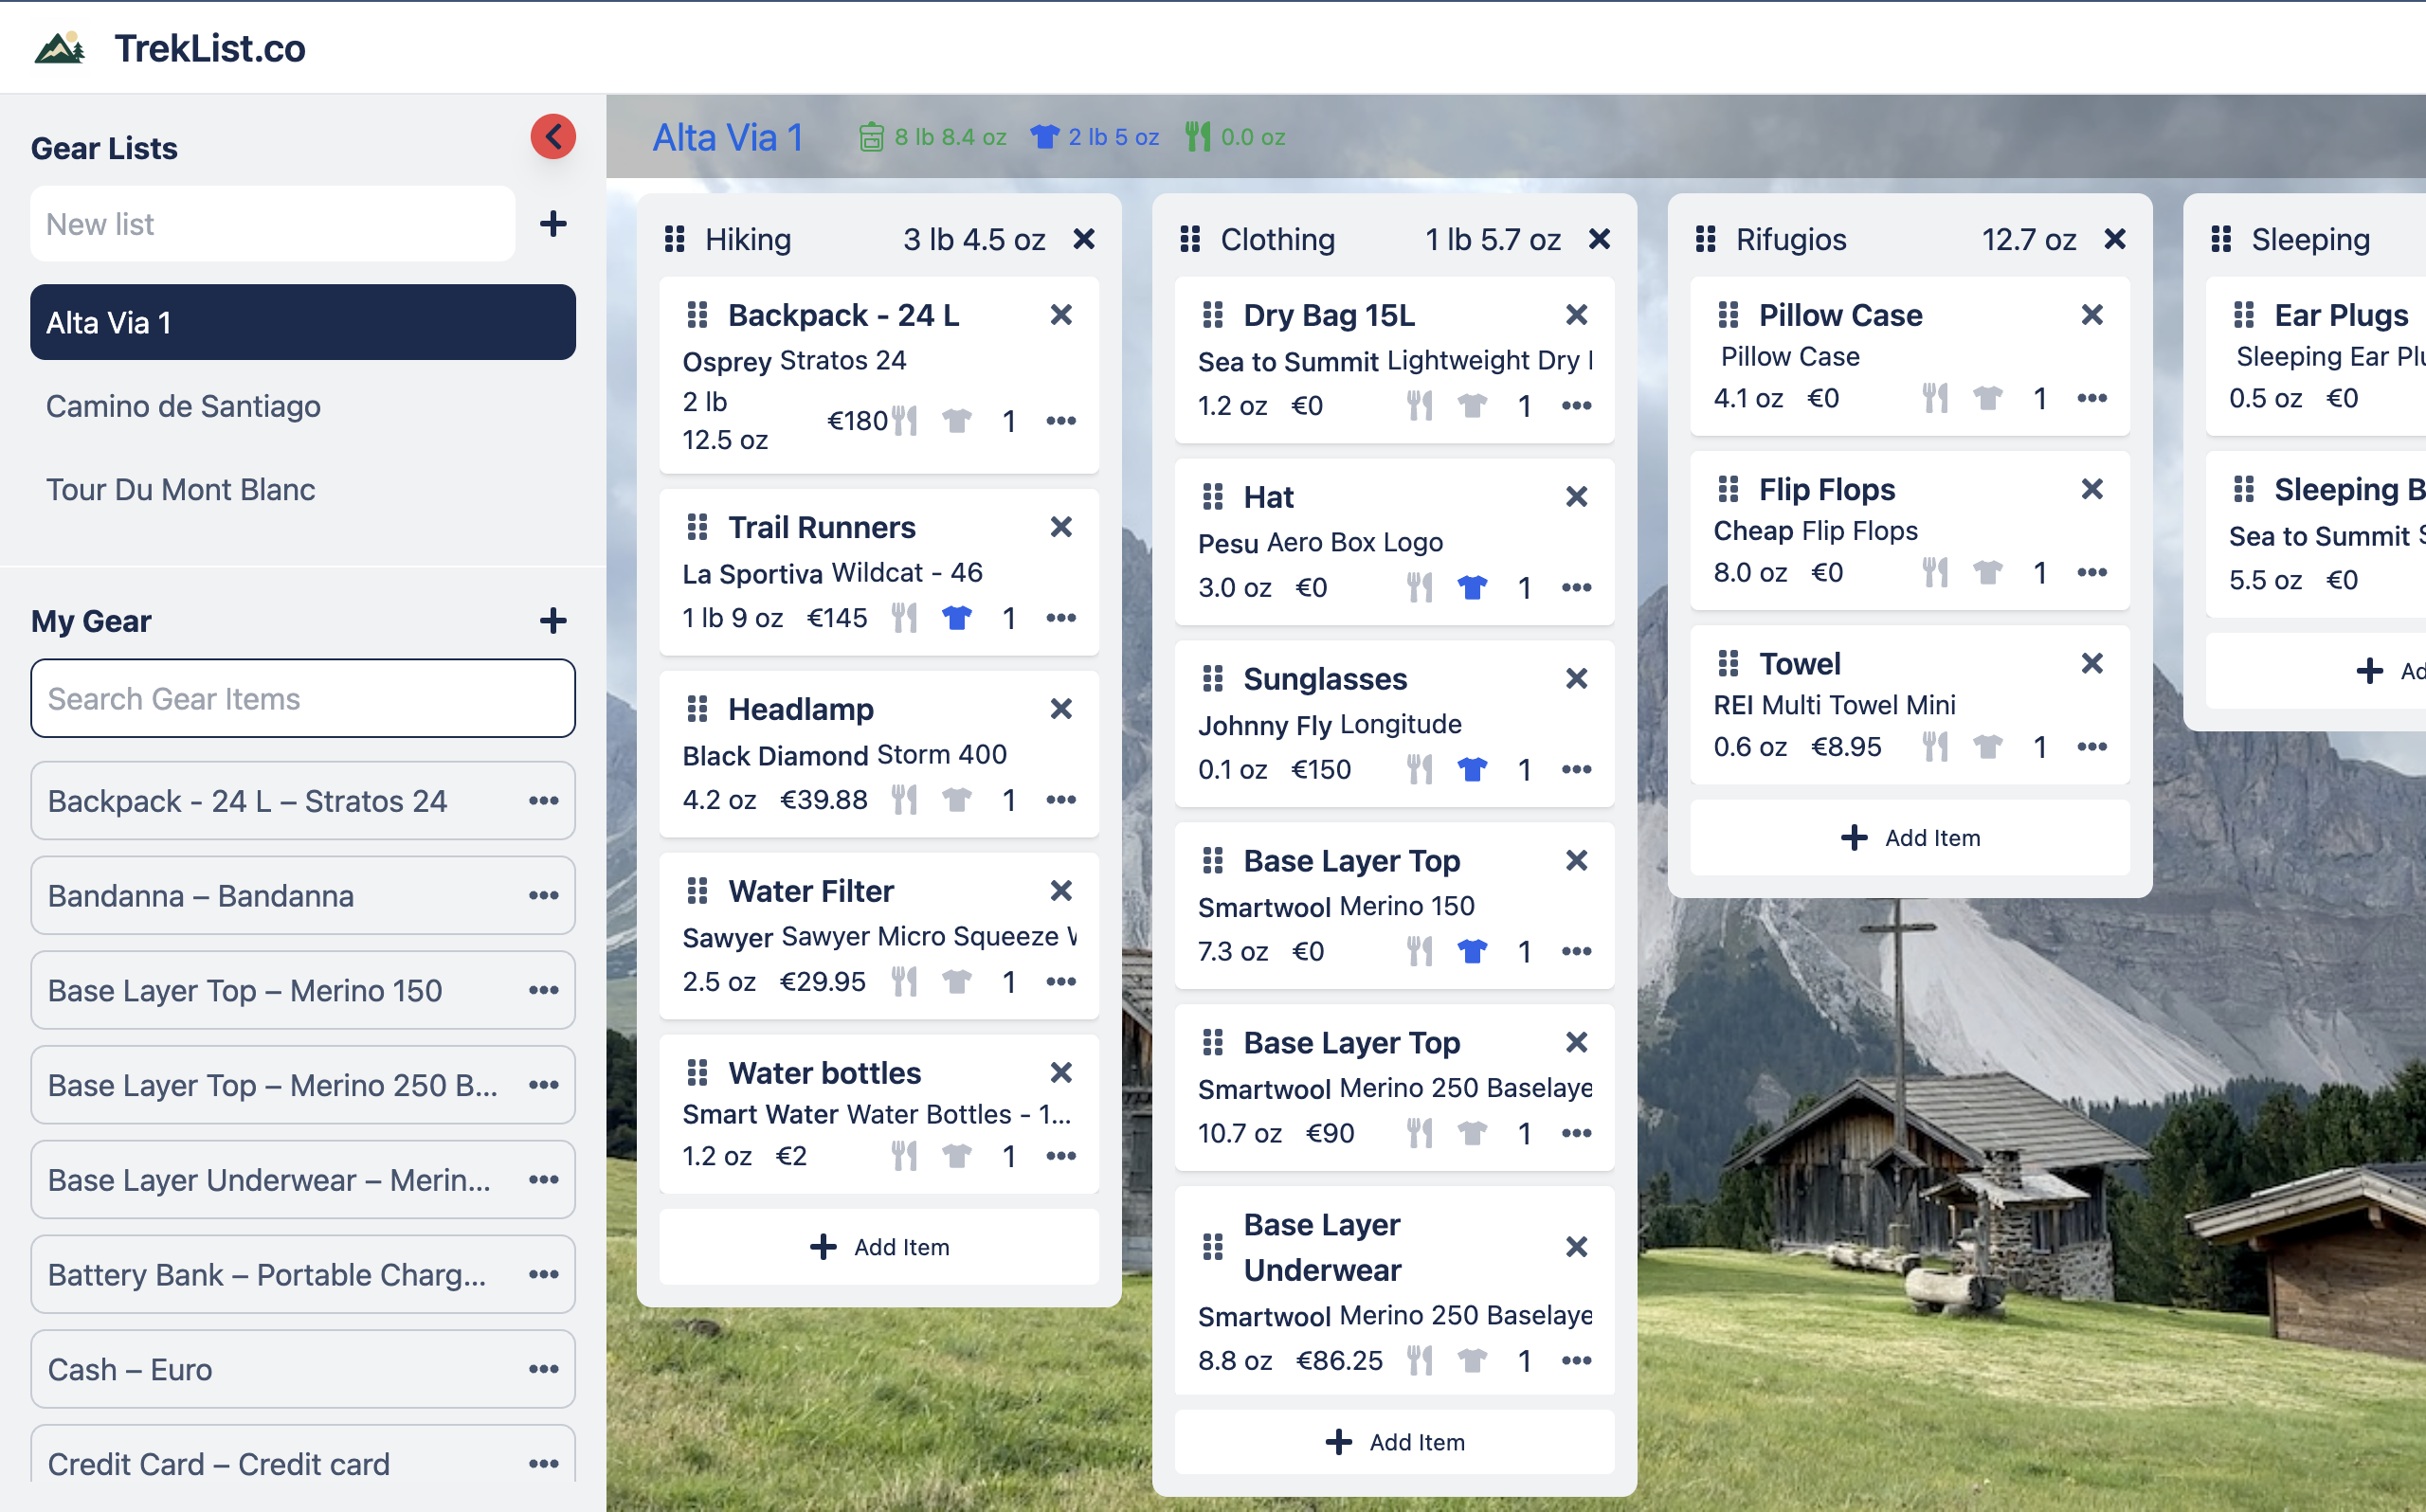 TrekList.co
Gear Lists
New list
Alta Via 1
Camino de Santiago
Tour Du Mont Blanc
My Gear
Search Gear Items
Backpack - 24 L – Stratos 24
Bandanna – Bandanna
Base Layer Top – Merino 150
Base Layer Top – Merino 250 B...
Base Layer Underwear – Merin...
Battery Bank – Portable Charg...
Cash – Euro
Credit Card – Credit card
Alta Via 1 8 lb 8.4 oz 2 lb 5 oz 0.0 oz
Hiking 3 lb 4.5 oz
Backpack - 24 L
Osprey Stratos 24
2 lb
12.5 oz €180 1
Trail Runners
La Sportiva Wildcat - 46
1 lb 9 oz €145 1
Headlamp
Black Diamond Storm 400
4.2 oz €39.88 1
Water Filter
Sawyer Sawyer Micro Squeeze
2.5 oz €29.95 1
Water bottles
Smart Water Water Bottles - 1...
1.2 oz €2 1
Add Item
Clothing 1 lb 5.7 oz
Dry Bag 15L
Sea to Summit Lightweight Dry
1.2 oz €0 1
Hat
Pesu Aero Box Logo
3.0 oz €0 1
Sunglasses
Johnny Fly Longitude
0.1 oz €150 1
Base Layer Top
Smartwool Merino 150
7.3 oz €0 1
Base Layer Top
Smartwool Merino 250 Baselaye
10.7 oz €90 1
Base Layer
Underwear
Smartwool Merino 250 Baselaye
8.8 oz €86.25 1
Add Item
Rifugios 12.7 oz
Pillow Case
Pillow Case
4.1 oz €0 1
Flip Flops
Cheap Flip Flops
8.0 oz €0 1
Towel
REI Multi Towel Mini
0.6 oz €8.95 1
Add Item
Sleeping
Ear Plugs
Sleeping Ear Plu
0.5 oz €0
Sleeping B
Sea to Summit S
5.5 oz €0
Ad